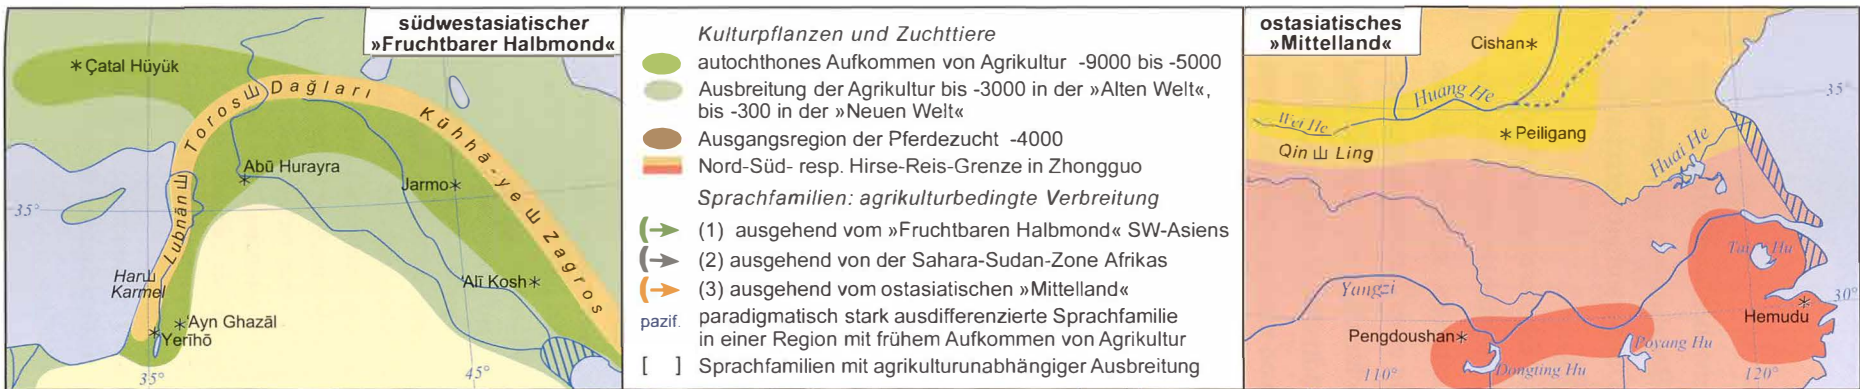 südwestasiatischer
»Fruchtbarer Halbmond«
* Çatal Hüyük
Toros Dağları
Kūhhā-ye Zagros
Abū Hurayra
Jarmo *
35°
Lubnān
Har
Karmel
'Alī Kosh *
* 'Ayn Ghazāl
* Yerīhō
35°
45°
Kulturpflanzen und Zuchttiere
autochthones Aufkommen von Agrikultur -9000 bis -5000
Ausbreitung der Agrikultur bis -3000 in der »Alten Welt«,
bis -300 in der »Neuen Welt«
Ausgangsregion der Pferdezucht -4000
Nord-Süd- resp. Hirse-Reis-Grenze in Zhongguo
Sprachfamilien: agrikulturbedingte Verbreitung
(→ (1) ausgehend vom »Fruchtbaren Halbmond« SW-Asiens
(→ (2) ausgehend von der Sahara-Sudan-Zone Afrikas
(→ (3) ausgehend vom ostasiatischen »Mittelland«
pazif. paradigmatisch stark ausdifferenzierte Sprachfamilie
in einer Region mit frühem Aufkommen von Agrikultur
[ ] Sprachfamilien mit agrikulturunabhängiger Ausbreitung
ostasiatisches
»Mittelland«
Cishan *
Huang He
35°
Wei He
* Peiligang
Qin Ling
Huai He
Tai Hu
Yangzi
30°
Hemudu
Pengdoushan *
Poyang Hu
Dongting Hu
110°
120°